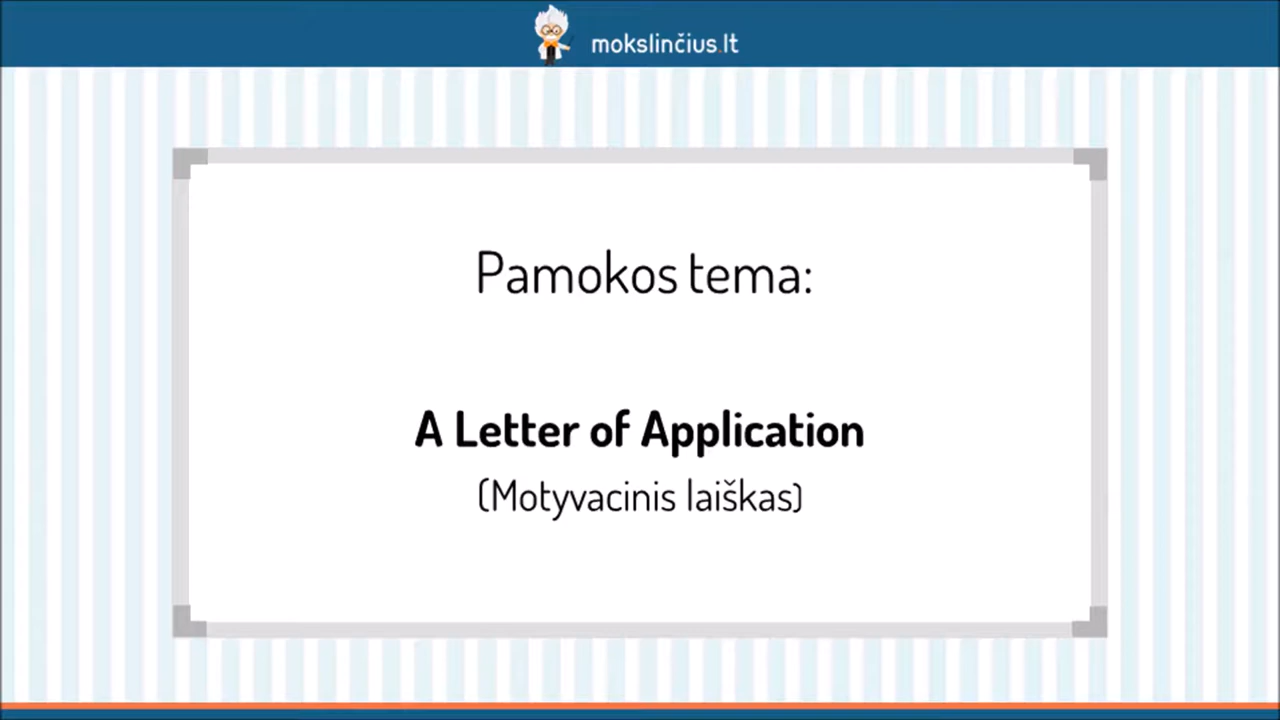 mokslinčius.lt
Pamokos tema:
A Letter of Application
(Motyvacinis laiškas)